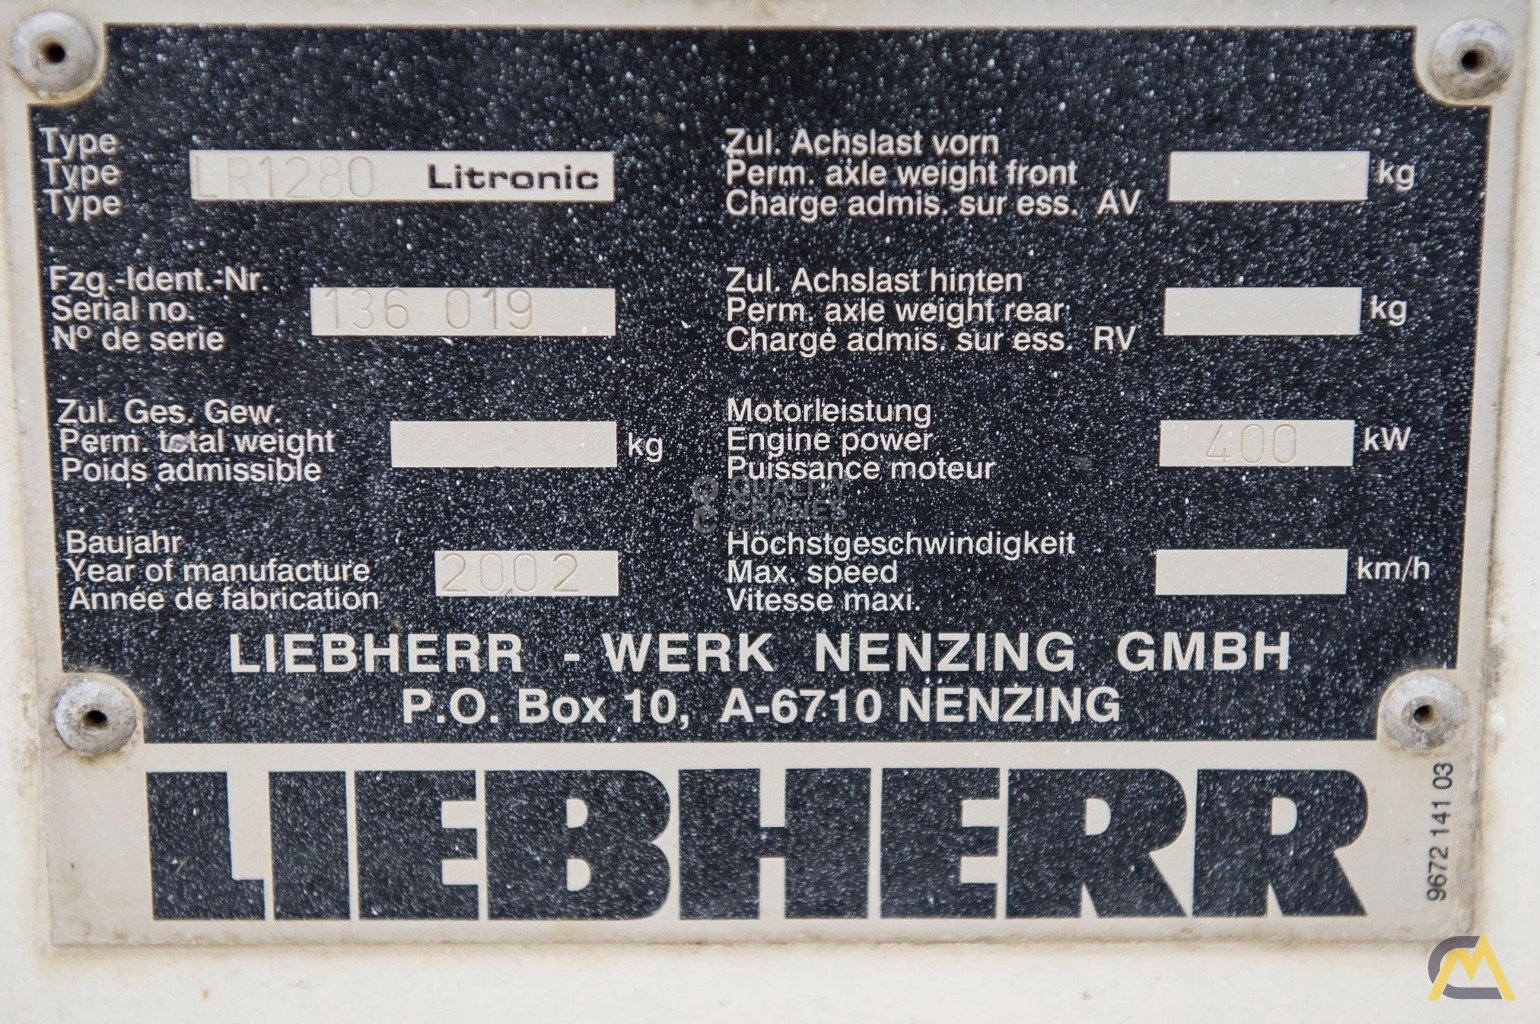 Type
Type
Type
LR1280 Litronic
Zul. Achslast vorn
Perm. axle weight front
Charge admis. sur ess. AV
kg
Fzg.-Ident.-Nr.
Serial no.
Nº de serie
136 019
Zul. Achslast hinten
Perm. axle weight rear
Charge admis. sur ess. RV
kg
Zul. Ges. Gew.
Perm. total weight
Poids admissible
kg
Motorleistung
Engine power
Puissance moteur
400 kW
Baujahr
Year of manufacture
Année de fabrication
2002
Höchstgeschwindigkeit
Max. speed
Vitesse maxi.
km/h
QUALITY
CRANES
LIEBHERR - WERK NENZING GMBH
P.O. Box 10, A-6710 NENZING
LIEBHERR
9672 141 03
CM